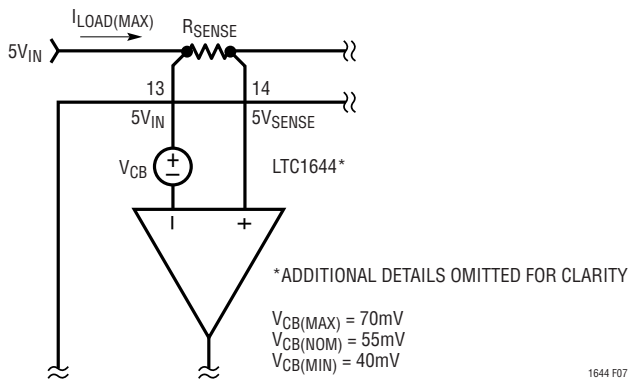 I_LOAD(MAX)
R_SENSE
5V_IN
13
14
5V_IN
5V_SENSE
V_CB
+
–
LTC1644*
– +
*ADDITIONAL DETAILS OMITTED FOR CLARITY
V_CB(MAX) = 70mV
V_CB(NOM) = 55mV
V_CB(MIN) = 40mV
1644 F07